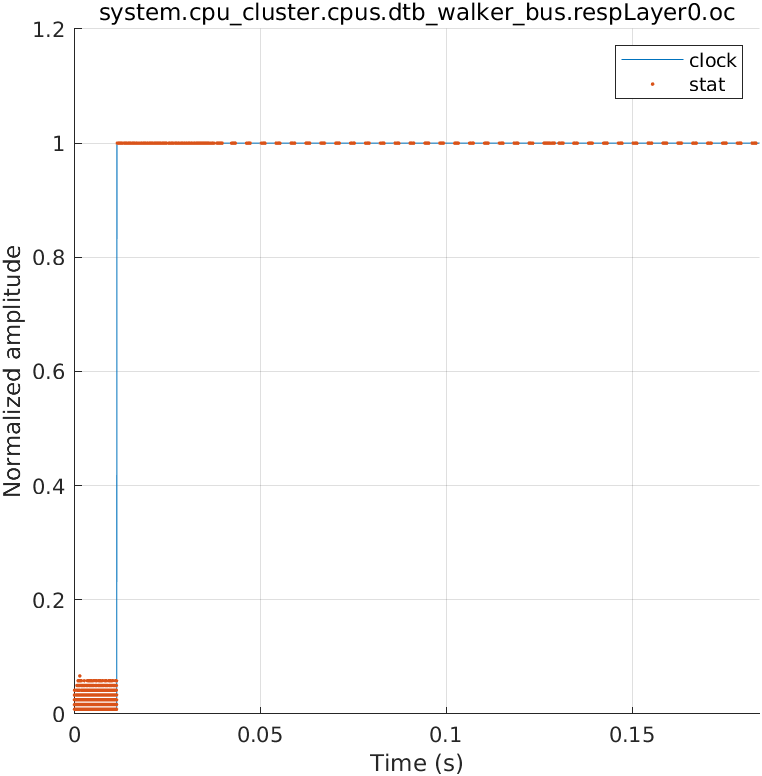 system.cpu_cluster.cpus.dtb_walker_bus.respLayer0.oc
1.2
clock
stat
1
0.8
0.6
0.4
0.2
0
Normalized amplitude
0
0.05
0.1
0.15
Time (s)